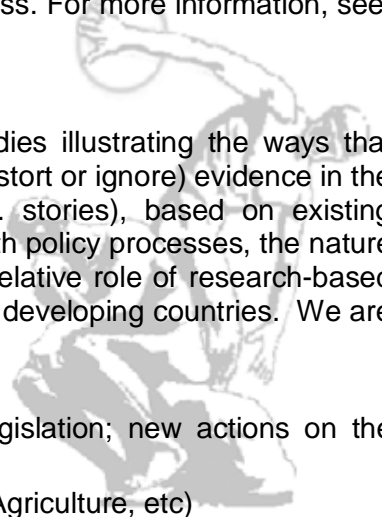 ss. For more information, see
dies illustrating the ways that
stort or ignore) evidence in the
. stories), based on existing
th policy processes, the nature
elative role of research-based
developing countries.  We are
gislation; new actions on the
Agriculture, etc)